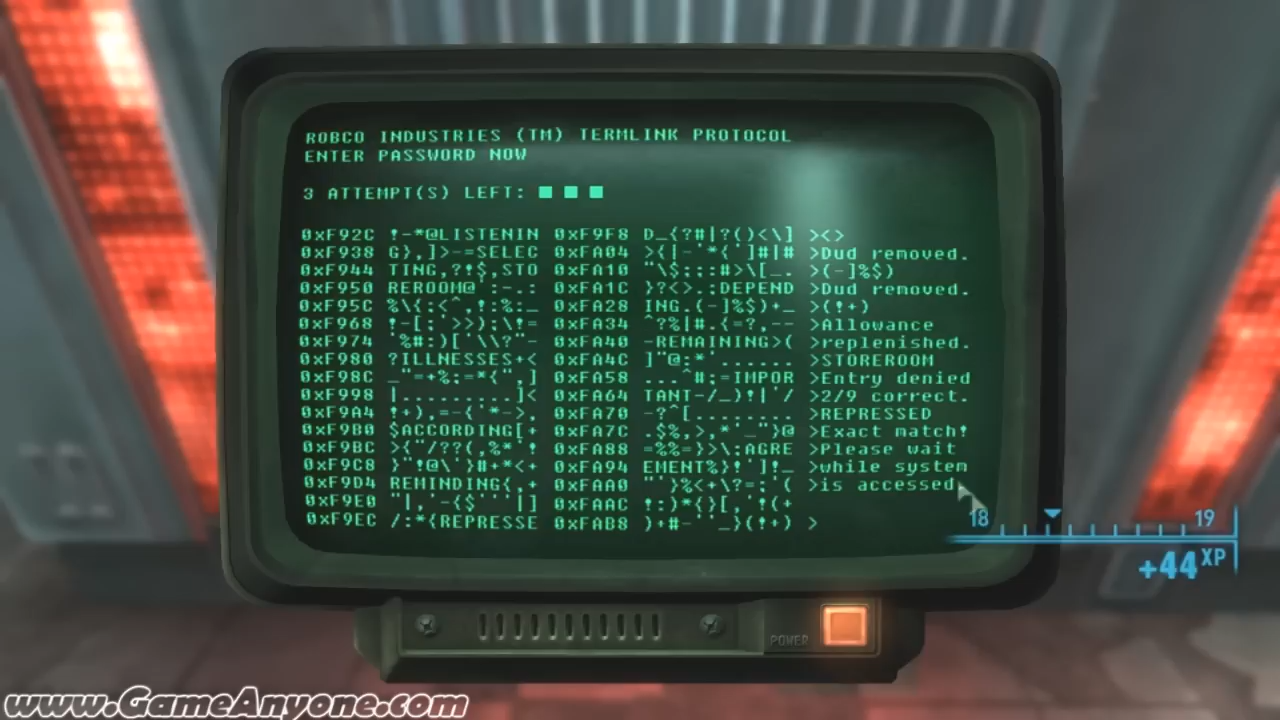 ROBCO INDUSTRIES (TM) TERMLINK PROTOCOL
ENTER PASSWORD NOW
3 ATTEMPT(S) LEFT: ■ ■ ■
0xF92C !-*@LISTENIN 0xF9F8 D_{?#|?()<\] ><>
0xF938 G},]>-=SELEC 0xFA04 >{|-'*{']#|# >Dud removed.
0xF944 TING,?!$,STO 0xFA10 "\$;::#>\[_. >(-]%$)
0xF950 REROOM@':-.: 0xFA1C }?<>.:DEPEND >Dud removed.
0xF95C %\{:<^,!:%:_ 0xFA28 ING.(-]%$)+_ >(!+)
0xF968 !-[;'>>);\!= 0xFA34 ^?%|#.{=?,-- >Allowance
0xF974 '%#:)['\\?"- 0xFA40 -REMAINING>( >replenished.
0xF980 ?ILLNESSES+< 0xFA4C ]"@:*'...... >STOREROOM
0xF98C _"=+%;=*{",] 0xFA58 ...^#;=IMPOR >Entry denied
0xF998 |.........]< 0xFA64 TANT-/_)!|'/ >2/9 correct.
0xF9A4 !+),=-{'*->, 0xFA70 -?^[........ >REPRESSED
0xF9B0 $ACCORDING[+ 0xFA7C .$%,>,*'_"}@ >Exact match!
0xF9BC >{"/??(,%*'! 0xFA88 =%%=}>\;AGRE >Please wait
0xF9C8 }"!@\'}#+*<+ 0xFA94 EMENT%}!']!_ >while system
0xF9D4 REMINDING{,+ 0xFAA0 "'}%<+\?=;'( >is accessed.
0xF9E0 "|,'-{$'''|] 0xFAAC !:)*{}[,'!(+
0xF9EC /:*{REPRESSE 0xFAB8 )+#-''_}(!+) >
18 19
+44 XP
POWER
www.GameAnyone.com